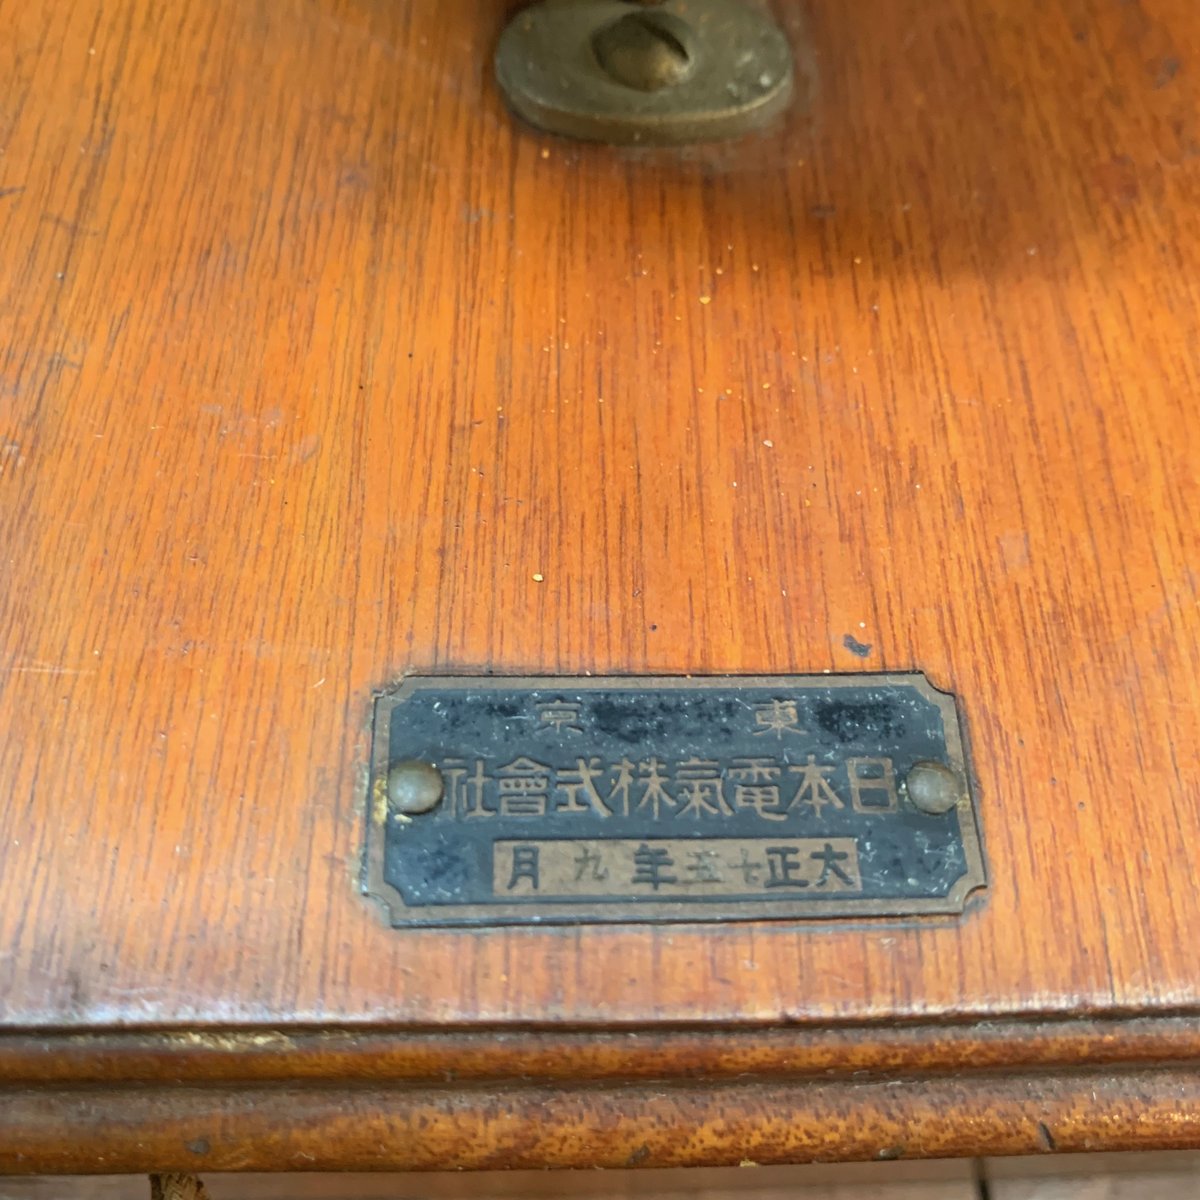 東京
日本電氣株式會社
大正十五年九月